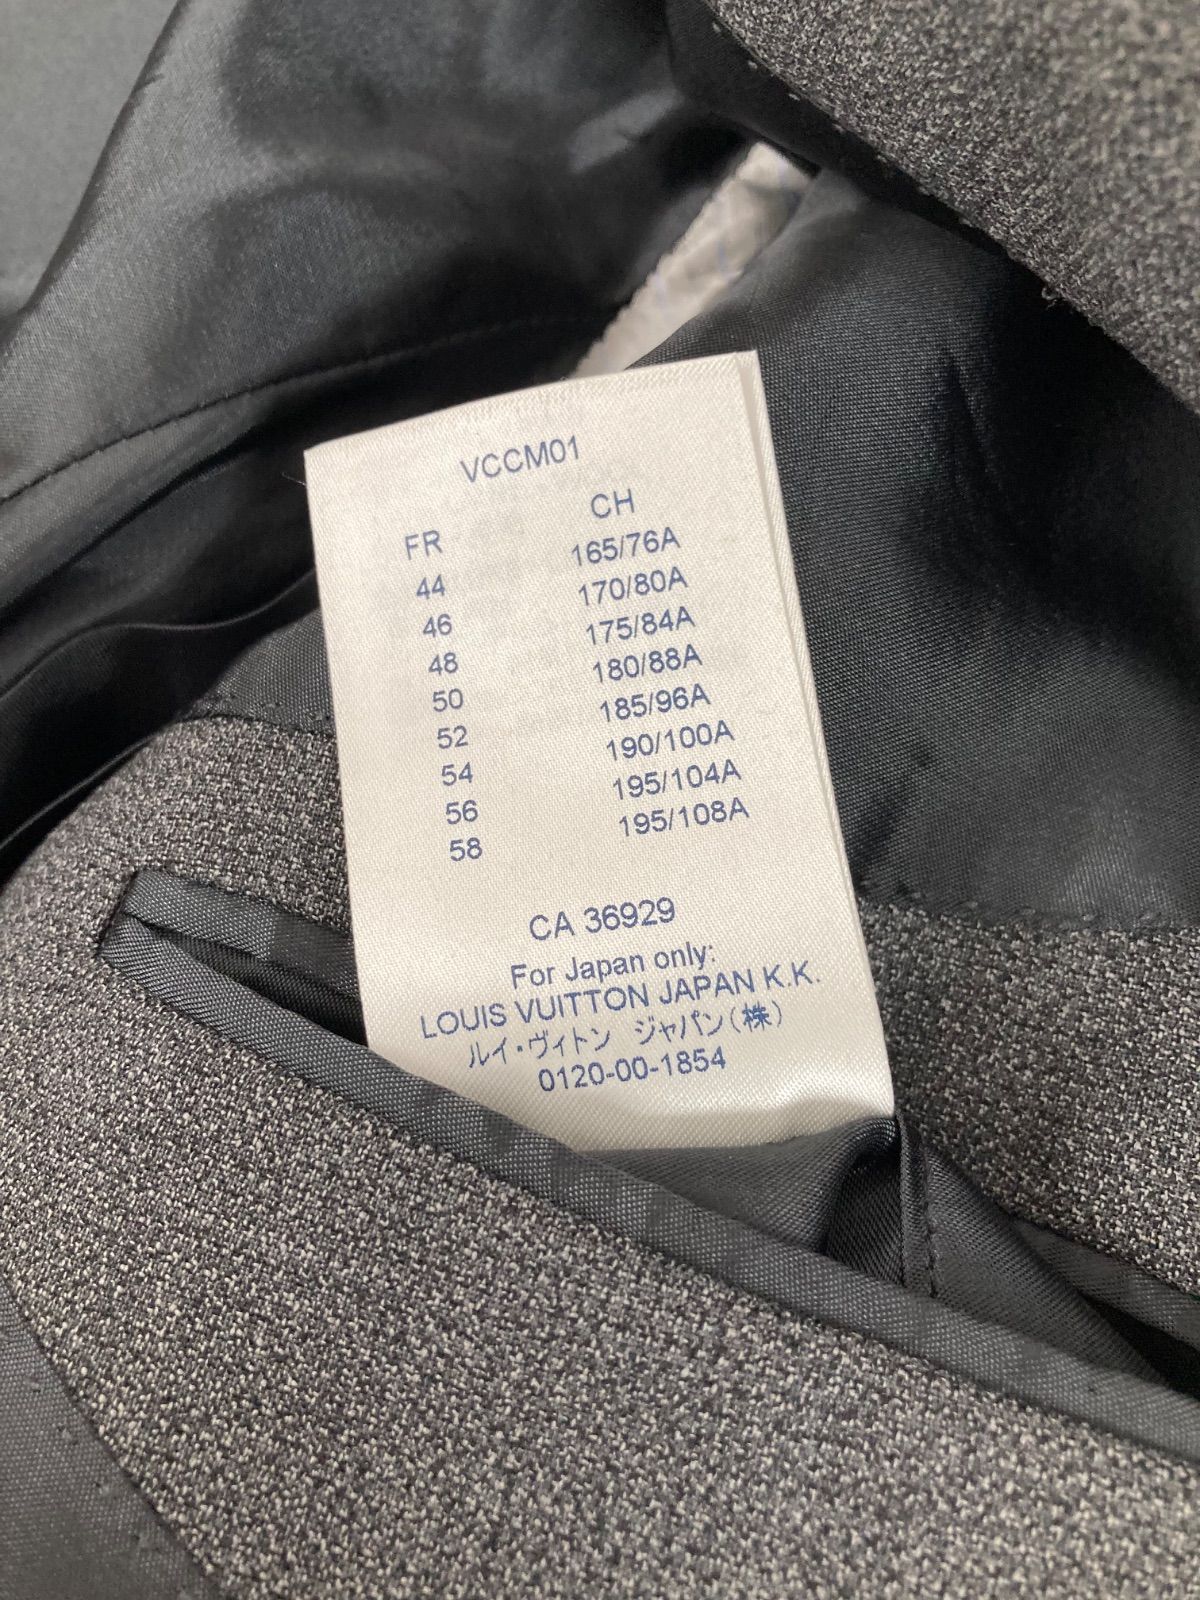 VCCM01
FR CH
44 165/76A
46 170/80A
48 175/84A
50 180/88A
52 185/96A
54 190/100A
56 195/104A
58 195/108A
CA 36929
For Japan only:
LOUIS VUITTON JAPAN K.K.
ルイ・ヴィトン ジャパン(株)
0120-00-1854